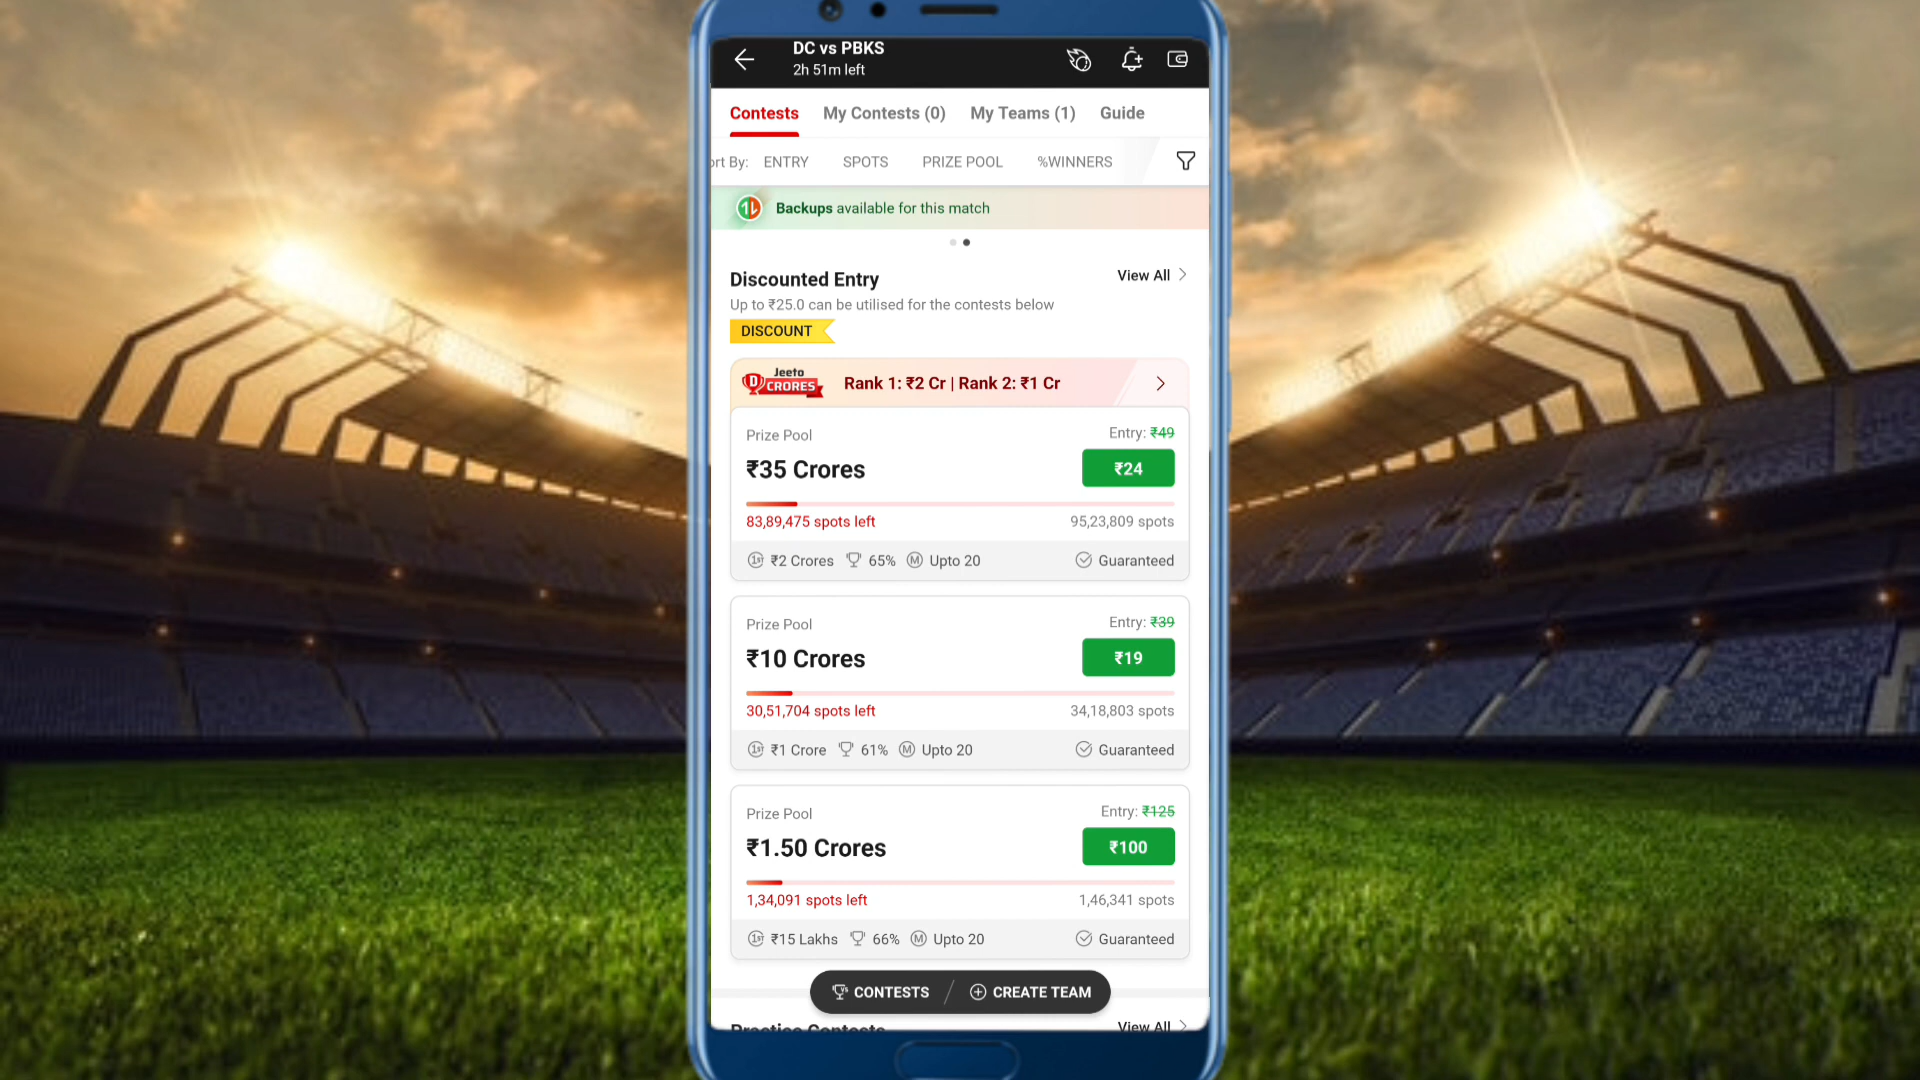 DC vs PBKS
2h 51m left
Contests My Contests (0) My Teams (1) Guide
ort By: ENTRY SPOTS PRIZE POOL %WINNERS
Backups available for this match
Discounted Entry View All
Up to ₹25.0 can be utilised for the contests below
DISCOUNT
Jeeto
CRORES
Rank 1: ₹2 Cr | Rank 2: ₹1 Cr
Prize Pool Entry: ₹49
₹35 Crores ₹24
83,89,475 spots left 95,23,809 spots
1st ₹2 Crores 65% M Upto 20 Guaranteed
Prize Pool Entry: ₹39
₹10 Crores ₹19
30,51,704 spots left 34,18,803 spots
1st ₹1 Crore 61% M Upto 20 Guaranteed
Prize Pool Entry: ₹125
₹1.50 Crores ₹100
1,34,091 spots left 1,46,341 spots
1st ₹15 Lakhs 66% M Upto 20 Guaranteed
CONTESTS CREATE TEAM
Practice Contests View All